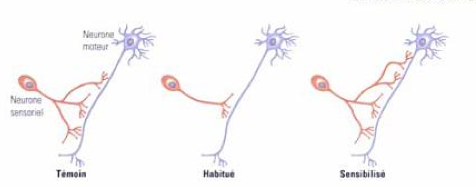 Neurone
moteur
Neurone
sensoriel
Témoin
Habitué
Sensibilisé